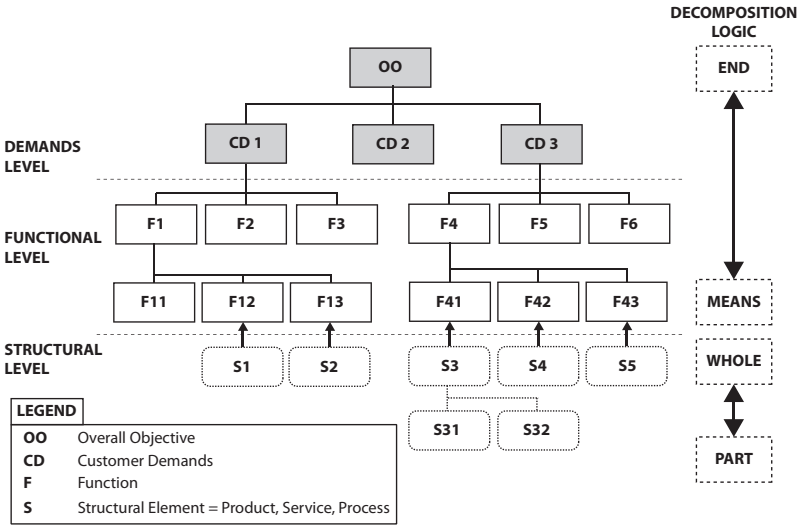 DECOMPOSITION
LOGIC
OO
END
CD 1
CD 2
CD 3
DEMANDS
LEVEL
F1
F2
F3
F4
F5
F6
FUNCTIONAL
LEVEL
F11
F12
F13
F41
F42
F43
MEANS
STRUCTURAL
LEVEL
S1
S2
S3
S4
S5
WHOLE
S31
S32
PART
LEGEND
OO Overall Objective
CD Customer Demands
F Function
S Structural Element = Product, Service, Process